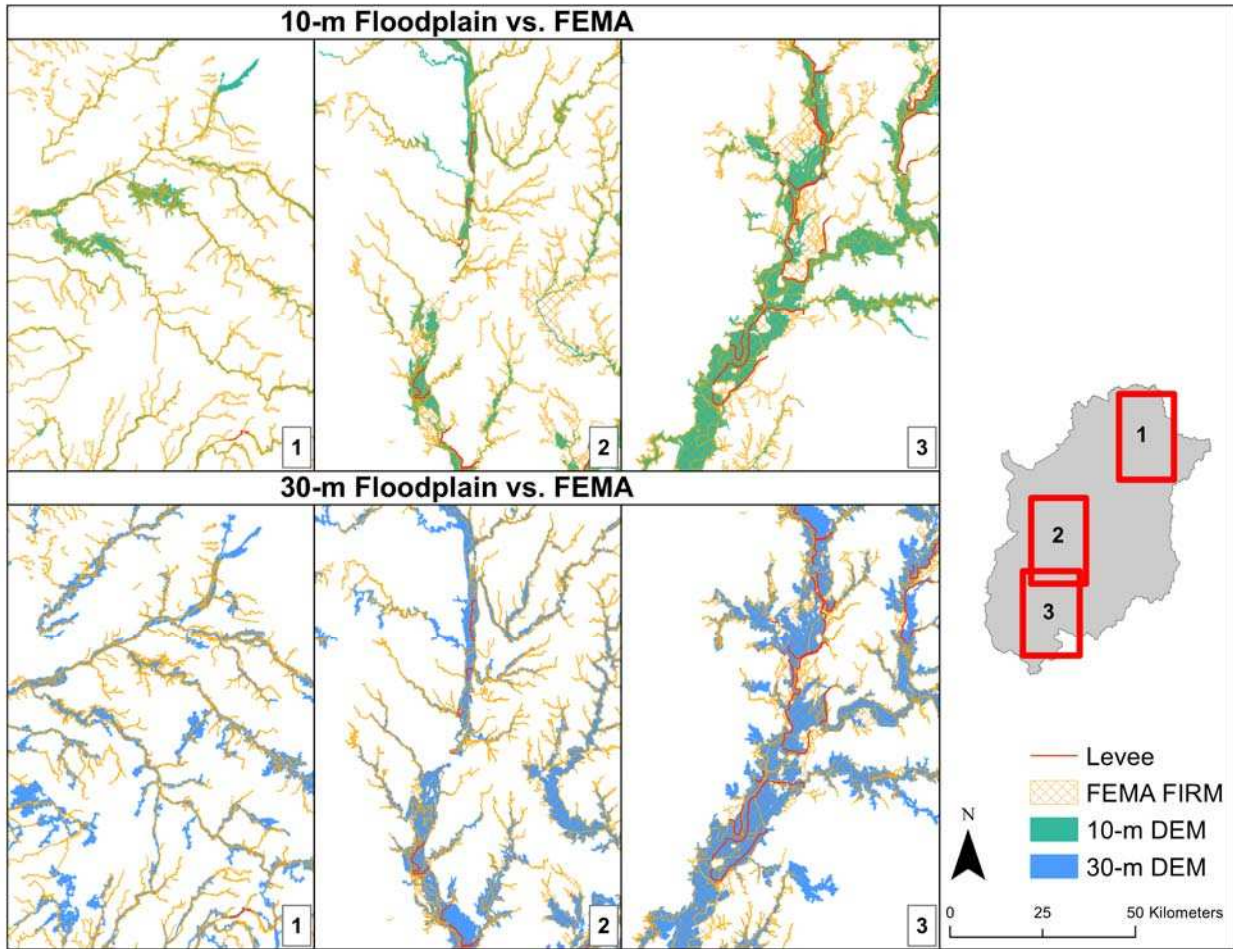 10-m Floodplain vs. FEMA
1
2
3
30-m Floodplain vs. FEMA
1
2
3
1
2
3
Levee
FEMA FIRM
10-m DEM
30-m DEM
N
0 25 50 Kilometers